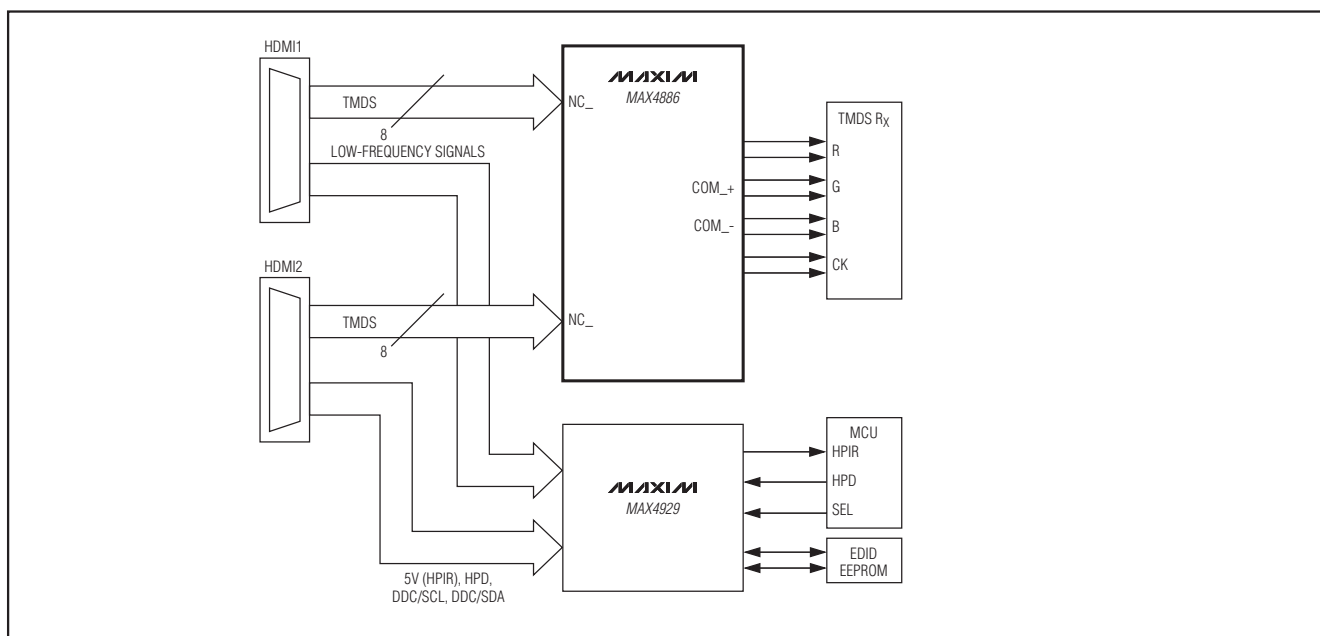 HDMI1
TMDS
8
LOW-FREQUENCY SIGNALS
HDMI2
TMDS
8
5V (HPIR), HPD,
DDC/SCL, DDC/SDA
MAXIM
MAX4886
NC_
COM_+
COM_-
NC_
TMDS RX
R
G
B
CK
MAXIM
MAX4929
MCU
HPIR
HPD
SEL
EDID
EEPROM